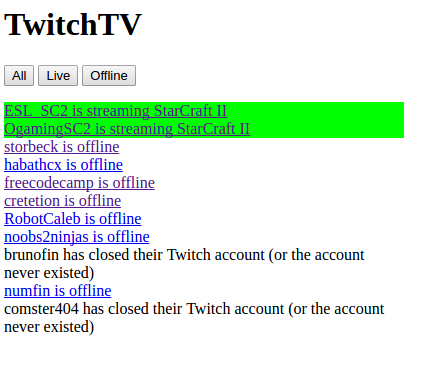 TwitchTV
All Live Offline
ESL_SC2 is streaming StarCraft II
OgamingSC2 is streaming StarCraft II
storbeck is offline
habathcx is offline
freecodecamp is offline
cretetion is offline
RobotCaleb is offline
noobs2ninjas is offline
brunofin has closed their Twitch account (or the account
never existed)
numfin is offline
comster404 has closed their Twitch account (or the account
never existed)